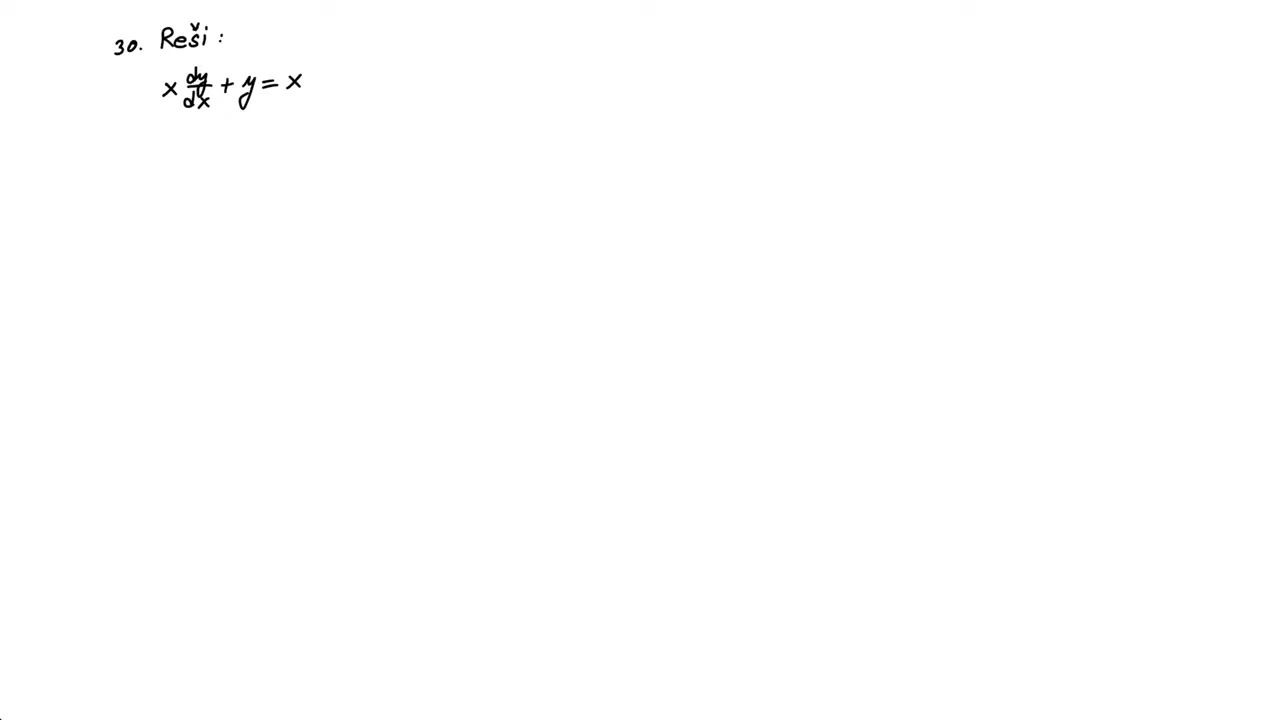 30. Reši:
x dy/dx + y = x